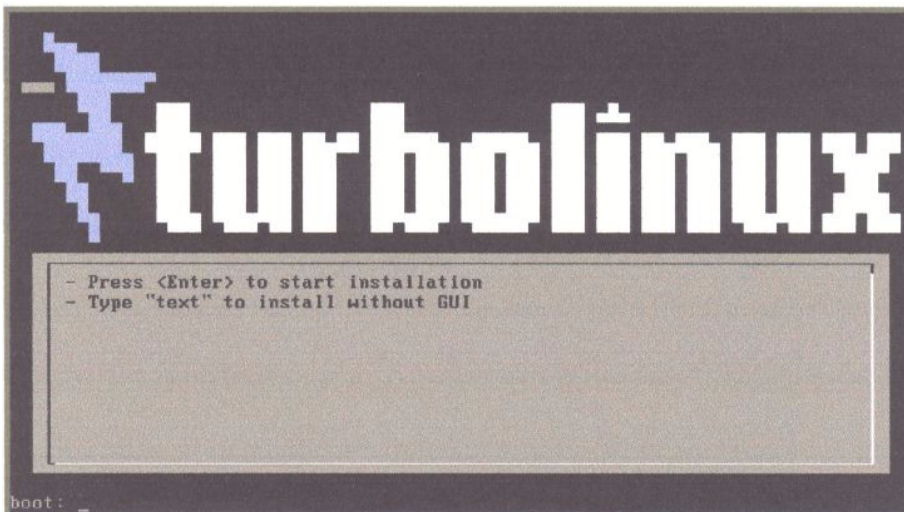 turbolinux
- Press <Enter> to start installation
- Type "text" to install without GUI
boot: _